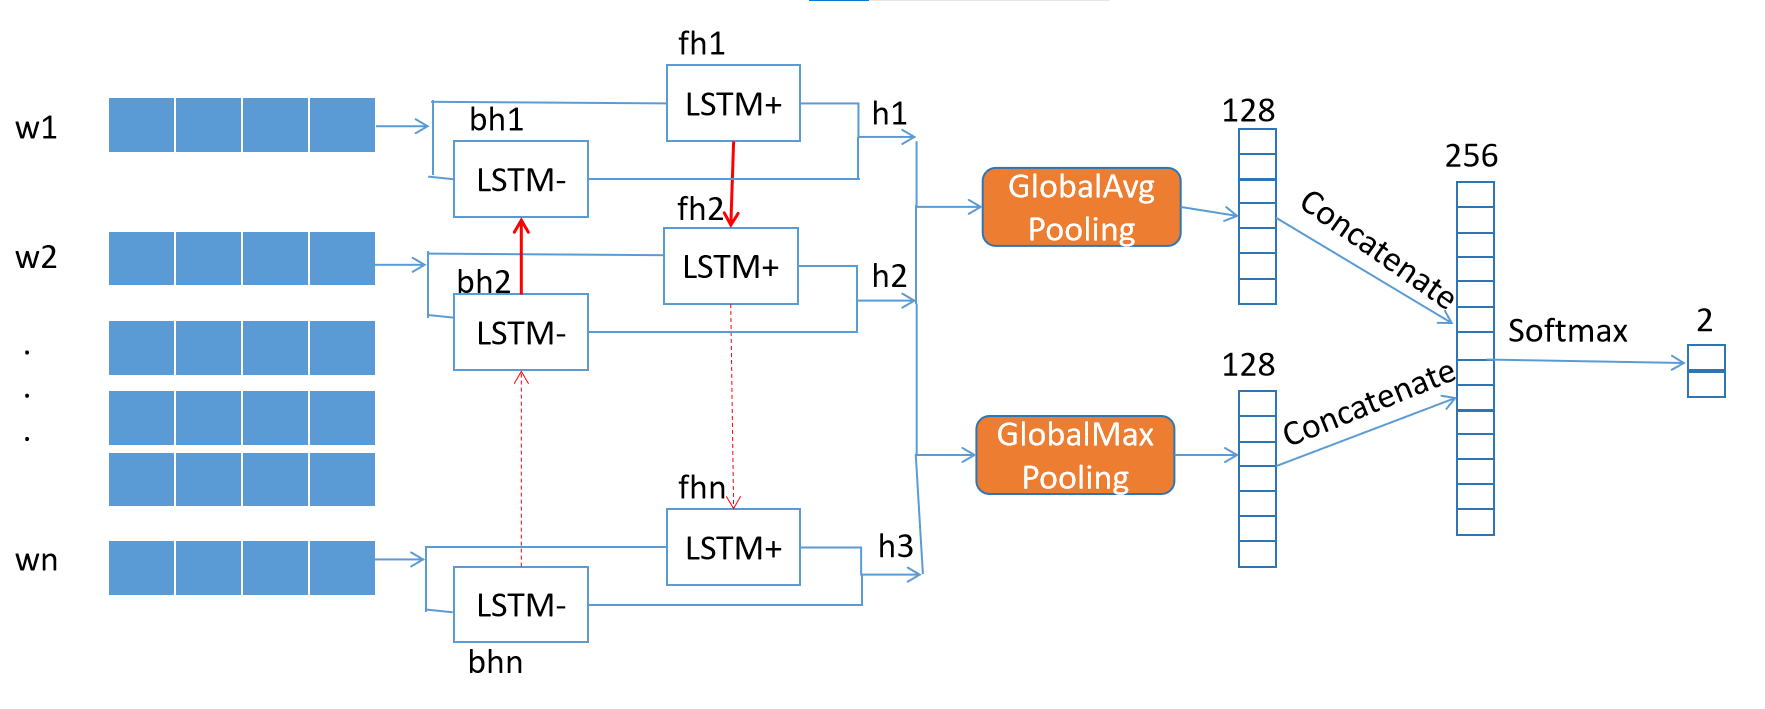 fh1
w1
LSTM+
bh1
h1
128
LSTM-
256
GlobalAvg
Pooling
Concatenate
fh2
w2
LSTM+
h2
bh2
LSTM-
Softmax
2
.
.
.
128
Concatenate
GlobalMax
Pooling
fhn
wn
LSTM+
h3
LSTM-
bhn